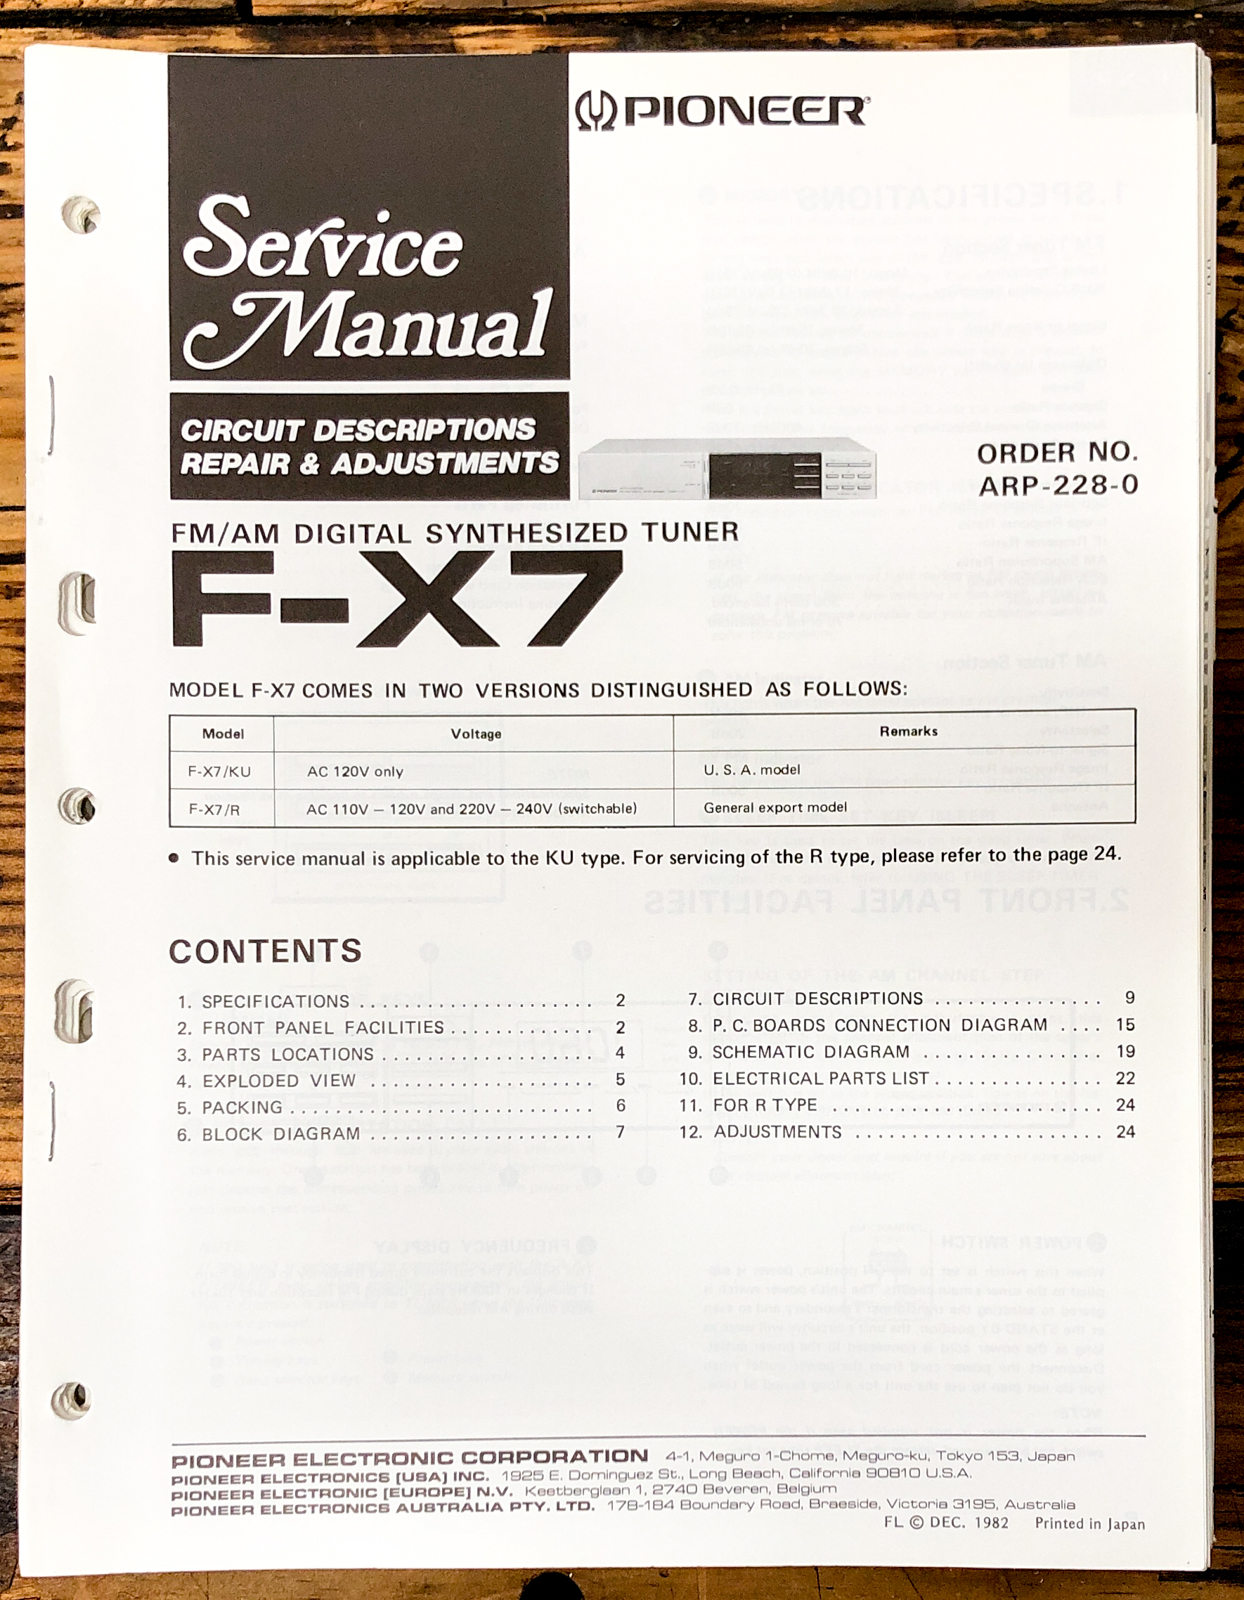 PIONEER®
Service
Manual
CIRCUIT DESCRIPTIONS
REPAIR & ADJUSTMENTS
PIONEER
ORDER NO.
ARP-228-0
FM/AM DIGITAL SYNTHESIZED TUNER
F-X7
MODEL F-X7 COMES IN TWO VERSIONS DISTINGUISHED AS FOLLOWS:
Model Voltage Remarks
F-X7/KU AC 120V only U. S. A. model
F-X7/R AC 110V – 120V and 220V – 240V (switchable) General export model
● This service manual is applicable to the KU type. For servicing of the R type, please refer to the page 24.
CONTENTS
1. SPECIFICATIONS . . . . . . . . . . . . . . . . . . . . . 2
2. FRONT PANEL FACILITIES . . . . . . . . . . . . . 2
3. PARTS LOCATIONS . . . . . . . . . . . . . . . . . . . 4
4. EXPLODED VIEW . . . . . . . . . . . . . . . . . . . . 5
5. PACKING . . . . . . . . . . . . . . . . . . . . . . . . . . . 6
6. BLOCK DIAGRAM . . . . . . . . . . . . . . . . . . . . 7
7. CIRCUIT DESCRIPTIONS . . . . . . . . . . . . . . . 9
8. P. C. BOARDS CONNECTION DIAGRAM . . . . 15
9. SCHEMATIC DIAGRAM . . . . . . . . . . . . . . . . 19
10. ELECTRICAL PARTS LIST . . . . . . . . . . . . . . . 22
11. FOR R TYPE . . . . . . . . . . . . . . . . . . . . . . . . 24
12. ADJUSTMENTS . . . . . . . . . . . . . . . . . . . . . . 24
PIONEER ELECTRONIC CORPORATION 4-1, Meguro 1-Chome, Meguro-ku, Tokyo 153, Japan
PIONEER ELECTRONICS [USA] INC. 1925 E. Dominguez St., Long Beach, California 90810 U.S.A.
PIONEER ELECTRONIC [EUROPE] N.V. Keetberglaan 1, 2740 Beveren, Belgium
PIONEER ELECTRONICS AUSTRALIA PTY. LTD. 178-184 Boundary Road, Braeside, Victoria 3195, Australia
FL © DEC. 1982 Printed in Japan